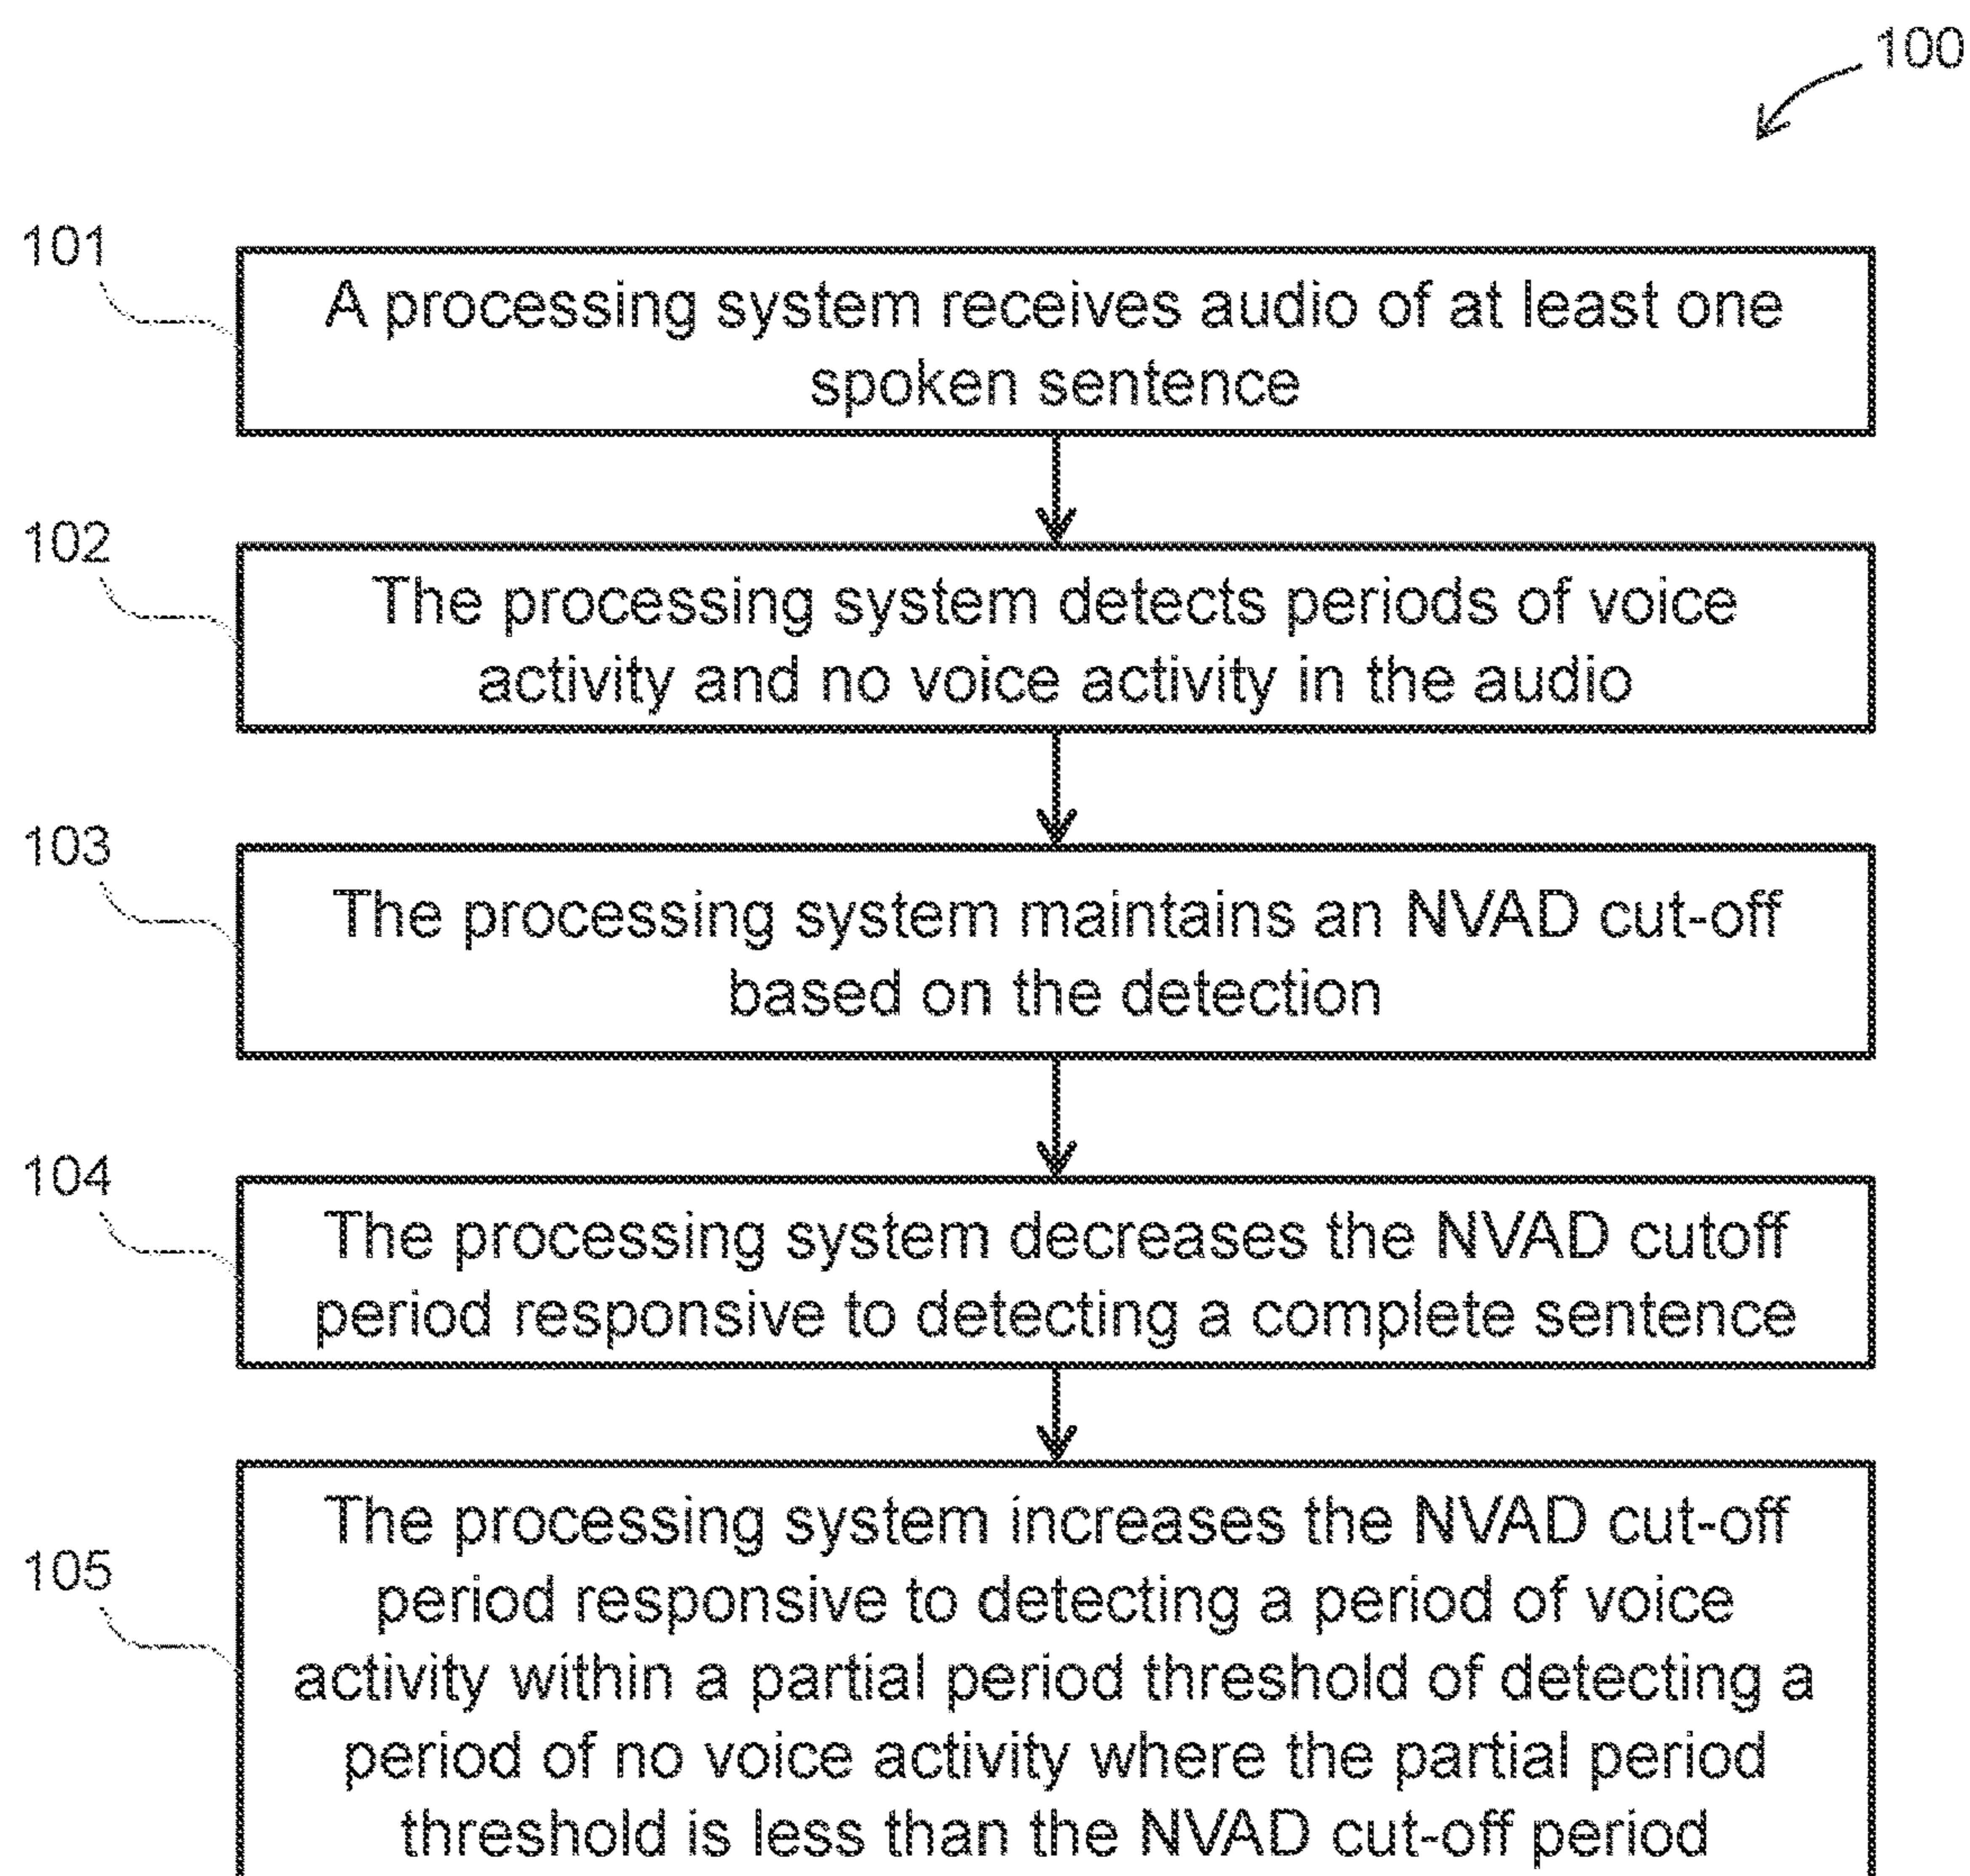 100
101
A processing system receives audio of at least one
spoken sentence
102
The processing system detects periods of voice
activity and no voice activity in the audio
103
The processing system maintains an NVAD cut-off
based on the detection
104
The processing system decreases the NVAD cutoff
period responsive to detecting a complete sentence
105
The processing system increases the NVAD cut-off
period responsive to detecting a period of voice
activity within a partial period threshold of detecting a
period of no voice activity where the partial period
threshold is less than the NVAD cut-off period